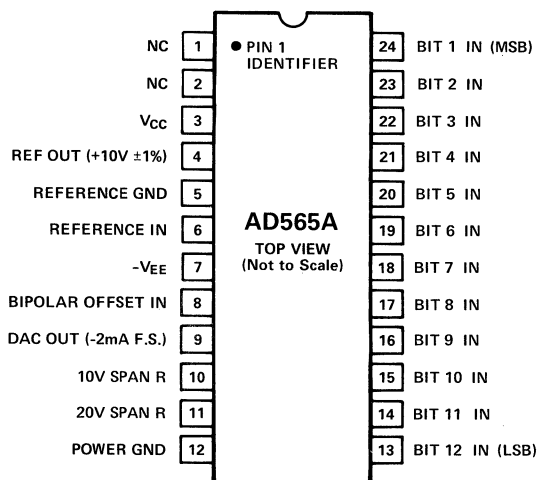 NC 1
NC 2
VCC 3
REF OUT (+10V ±1%) 4
REFERENCE GND 5
REFERENCE IN 6
-VEE 7
BIPOLAR OFFSET IN 8
DAC OUT (-2mA F.S.) 9
10V SPAN R 10
20V SPAN R 11
POWER GND 12
PIN 1
IDENTIFIER
AD565A
TOP VIEW
(Not to Scale)
24 BIT 1 IN (MSB)
23 BIT 2 IN
22 BIT 3 IN
21 BIT 4 IN
20 BIT 5 IN
19 BIT 6 IN
18 BIT 7 IN
17 BIT 8 IN
16 BIT 9 IN
15 BIT 10 IN
14 BIT 11 IN
13 BIT 12 IN (LSB)